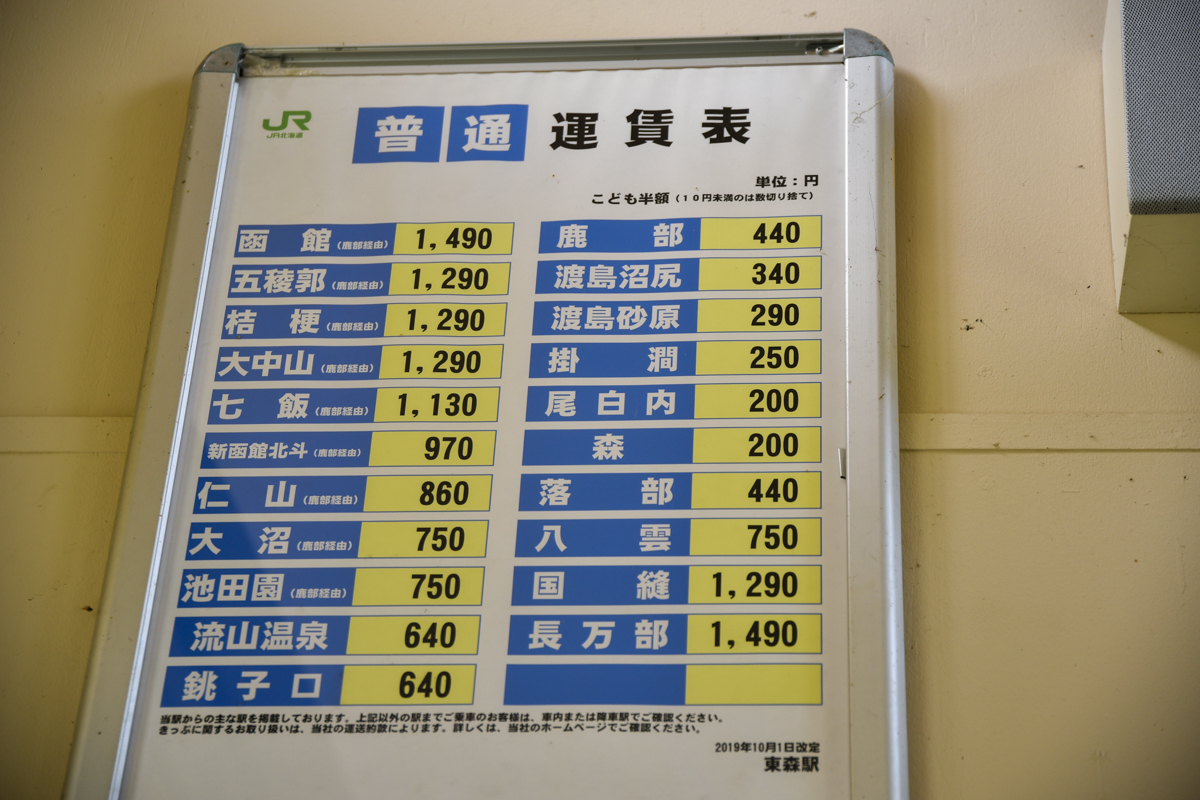 JR
JR北海道
普通 運賃表
単位：円
こども半額（１０円未満のは数切り捨て）
函館（鹿部経由） 1,490
五稜郭（鹿部経由） 1,290
桔梗（鹿部経由） 1,290
大中山（鹿部経由） 1,290
七飯（鹿部経由） 1,130
新函館北斗（鹿部経由） 970
仁山（鹿部経由） 860
大沼（鹿部経由） 750
池田園（鹿部経由） 750
流山温泉 640
銚子口 640
鹿部 440
渡島沼尻 340
渡島砂原 290
掛澗 250
尾白内 200
森 200
落部 440
八雲 750
国縫 1,290
長万部 1,490
当駅からの主な駅を掲載しております。上記以外の駅までご乗車のお客様は、車内または降車駅でご確認ください。
きっぷに関するお取り扱いは、当社の運送約款によります。詳しくは、当社のホームページでご確認ください。
2019年10月1日改定
東森駅